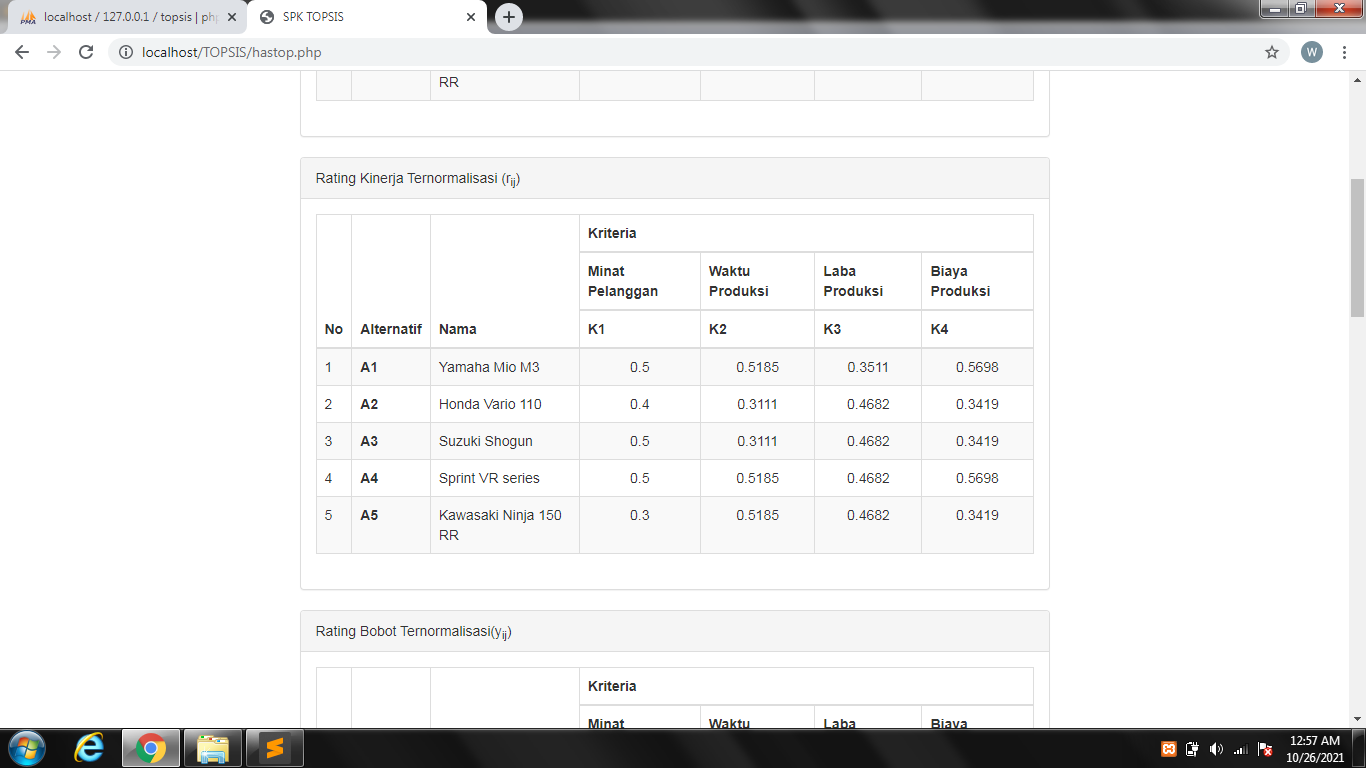 localhost / 127.0.0.1 / topsis | php
SPK TOPSIS
localhost/TOPSIS/hastop.php
W
RR
Rating Kinerja Ternormalisasi (rij)
Kriteria
Minat Pelanggan Waktu Produksi Laba Produksi Biaya Produksi
No Alternatif Nama K1 K2 K3 K4
1 A1 Yamaha Mio M3 0.5 0.5185 0.3511 0.5698
2 A2 Honda Vario 110 0.4 0.3111 0.4682 0.3419
3 A3 Suzuki Shogun 0.5 0.3111 0.4682 0.3419
4 A4 Sprint VR series 0.5 0.5185 0.4682 0.5698
5 A5 Kawasaki Ninja 150 0.3 0.5185 0.4682 0.3419
RR
Rating Bobot Ternormalisasi(yij)
Kriteria
Minat Waktu Laba Biaya
12:57 AM
10/26/2021